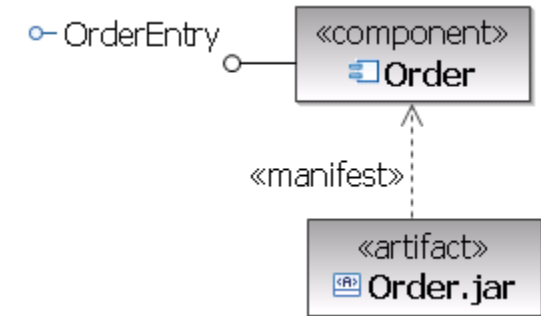 OrderEntry
«component»
Order
«manifest»
«artifact»
Order.jar